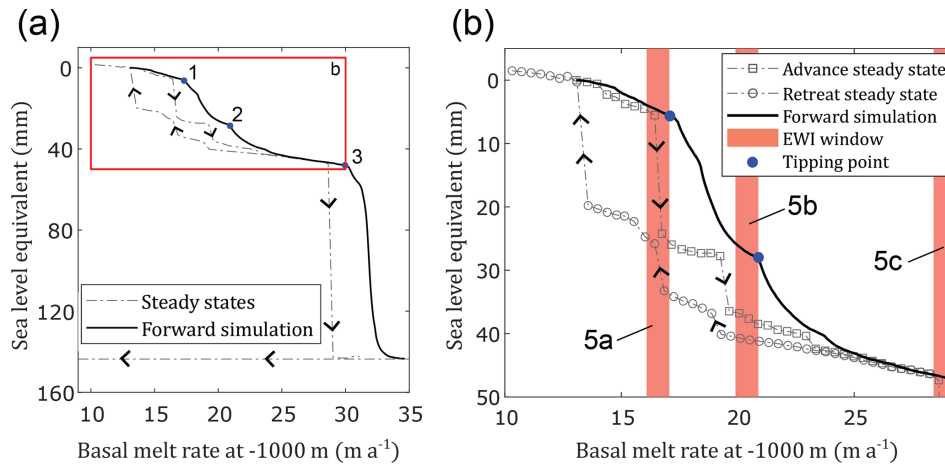 (a)
0
40
80
120
160
Sea level equivalent (mm)
b
1
2
3
Steady states
Forward simulation
10 15 20 25 30 35
Basal melt rate at -1000 m (m a⁻¹)
(b)
0
10
20
30
40
50
Sea level equivalent (mm)
Advance steady state
Retreat steady state
Forward simulation
EWI window
Tipping point
5b
5c
5a
10 15 20 25
Basal melt rate at -1000 m (m a⁻¹)